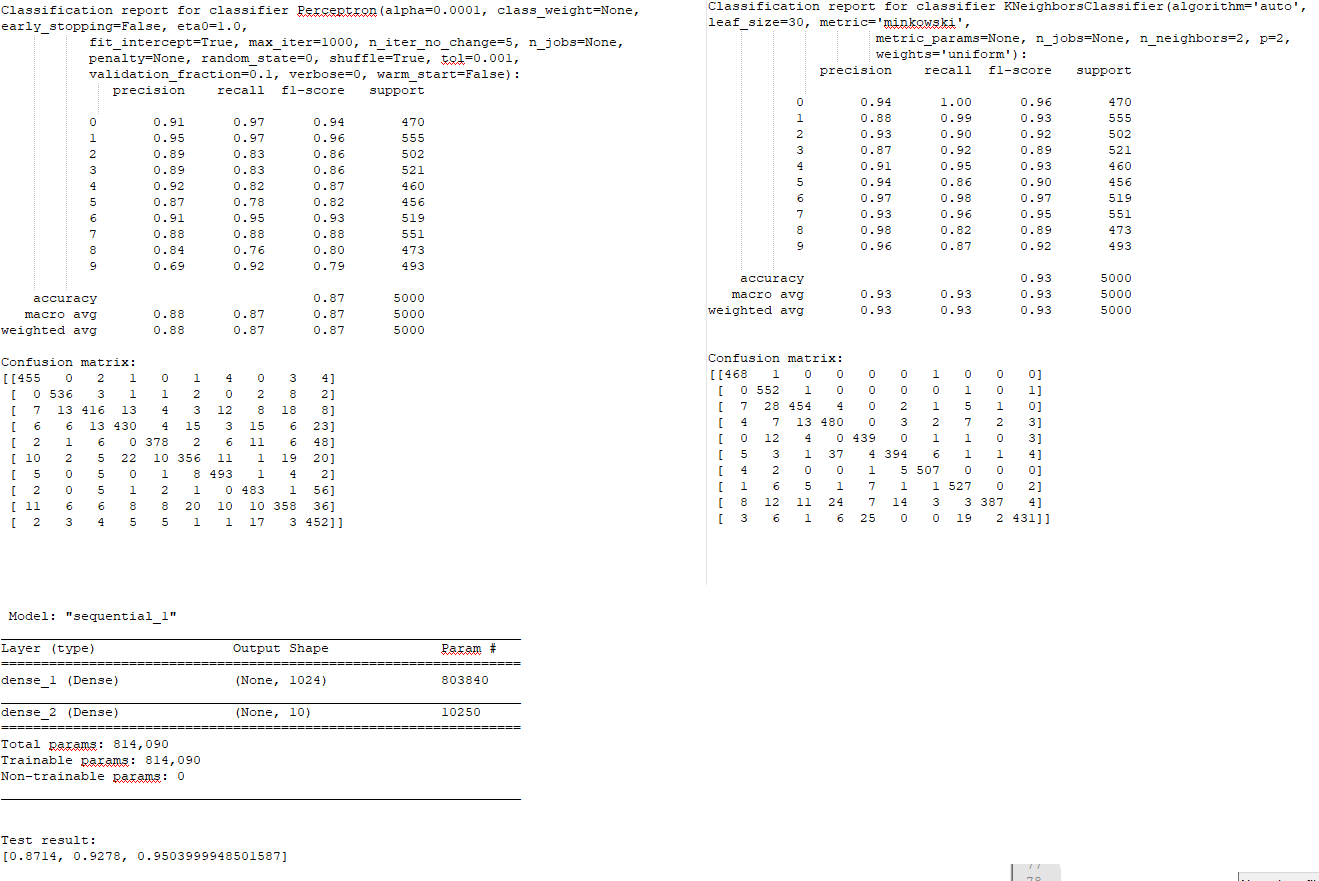 Classification report for classifier Perceptron(alpha=0.0001, class_weight=None,
early_stopping=False, eta0=1.0,
fit_intercept=True, max_iter=1000, n_iter_no_change=5, n_jobs=None,
penalty=None, random_state=0, shuffle=True, tol=0.001,
validation_fraction=0.1, verbose=0, warm_start=False):
precision recall f1-score support
0 0.91 0.97 0.94 470
1 0.95 0.97 0.96 555
2 0.89 0.83 0.86 502
3 0.89 0.83 0.86 521
4 0.92 0.82 0.87 460
5 0.87 0.78 0.82 456
6 0.91 0.95 0.93 519
7 0.88 0.88 0.88 551
8 0.84 0.76 0.80 473
9 0.69 0.92 0.79 493
accuracy 0.87 5000
macro avg 0.88 0.87 0.87 5000
weighted avg 0.88 0.87 0.87 5000
Confusion matrix:
[[455 0 2 1 0 1 4 0 3 4]
[ 0 536 3 1 1 2 0 2 8 2]
[ 7 13 416 13 4 3 12 8 18 8]
[ 6 6 13 430 4 15 3 15 6 23]
[ 2 1 6 0 378 2 6 11 6 48]
[ 10 2 5 22 10 356 11 1 19 20]
[ 5 0 5 0 1 8 493 1 4 2]
[ 2 0 5 1 2 1 0 483 1 56]
[ 11 6 6 8 8 20 10 10 358 36]
[ 2 3 4 5 5 1 1 17 3 452]]
Classification report for classifier KNeighborsClassifier(algorithm='auto',
leaf_size=30, metric='minkowski',
metric_params=None, n_jobs=None, n_neighbors=2, p=2,
weights='uniform'):
precision recall f1-score support
0 0.94 1.00 0.96 470
1 0.88 0.99 0.93 555
2 0.93 0.90 0.92 502
3 0.87 0.92 0.89 521
4 0.91 0.95 0.93 460
5 0.94 0.86 0.90 456
6 0.97 0.98 0.97 519
7 0.93 0.96 0.95 551
8 0.98 0.82 0.89 473
9 0.96 0.87 0.92 493
accuracy 0.93 5000
macro avg 0.93 0.93 0.93 5000
weighted avg 0.93 0.93 0.93 5000
Confusion matrix:
[[468 1 0 0 0 0 1 0 0 0]
[ 0 552 1 0 0 0 0 1 0 1]
[ 7 28 454 4 0 2 1 5 1 0]
[ 4 7 13 480 0 3 2 7 2 3]
[ 0 12 4 0 439 0 1 1 0 3]
[ 5 3 1 37 4 394 6 1 1 4]
[ 4 2 0 0 1 5 507 0 0 0]
[ 1 6 5 1 7 1 1 527 0 2]
[ 8 12 11 24 7 14 3 3 387 4]
[ 3 6 1 6 25 0 0 19 2 431]]
Model: "sequential_1"
Layer (type) Output Shape Param #
dense_1 (Dense) (None, 1024) 803840
dense_2 (Dense) (None, 10) 10250
Total params: 814,090
Trainable params: 814,090
Non-trainable params: 0
Test result:
[0.8714, 0.9278, 0.9503999948501587]